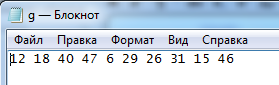 g — Блокнот
Файл Правка Формат Вид Справка
12 18 40 47 6 29 26 31 15 46